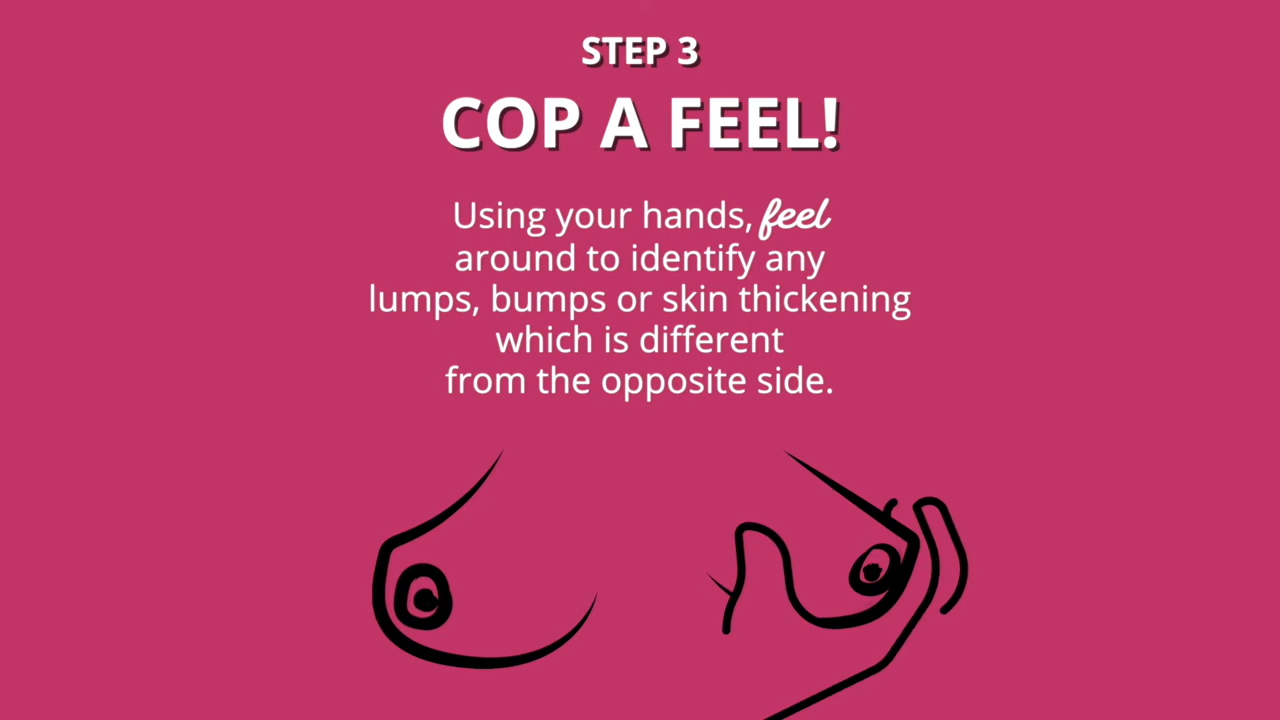 STEP 3
COP A FEEL!
Using your hands, feel
around to identify any
lumps, bumps or skin thickening
which is different
from the opposite side.